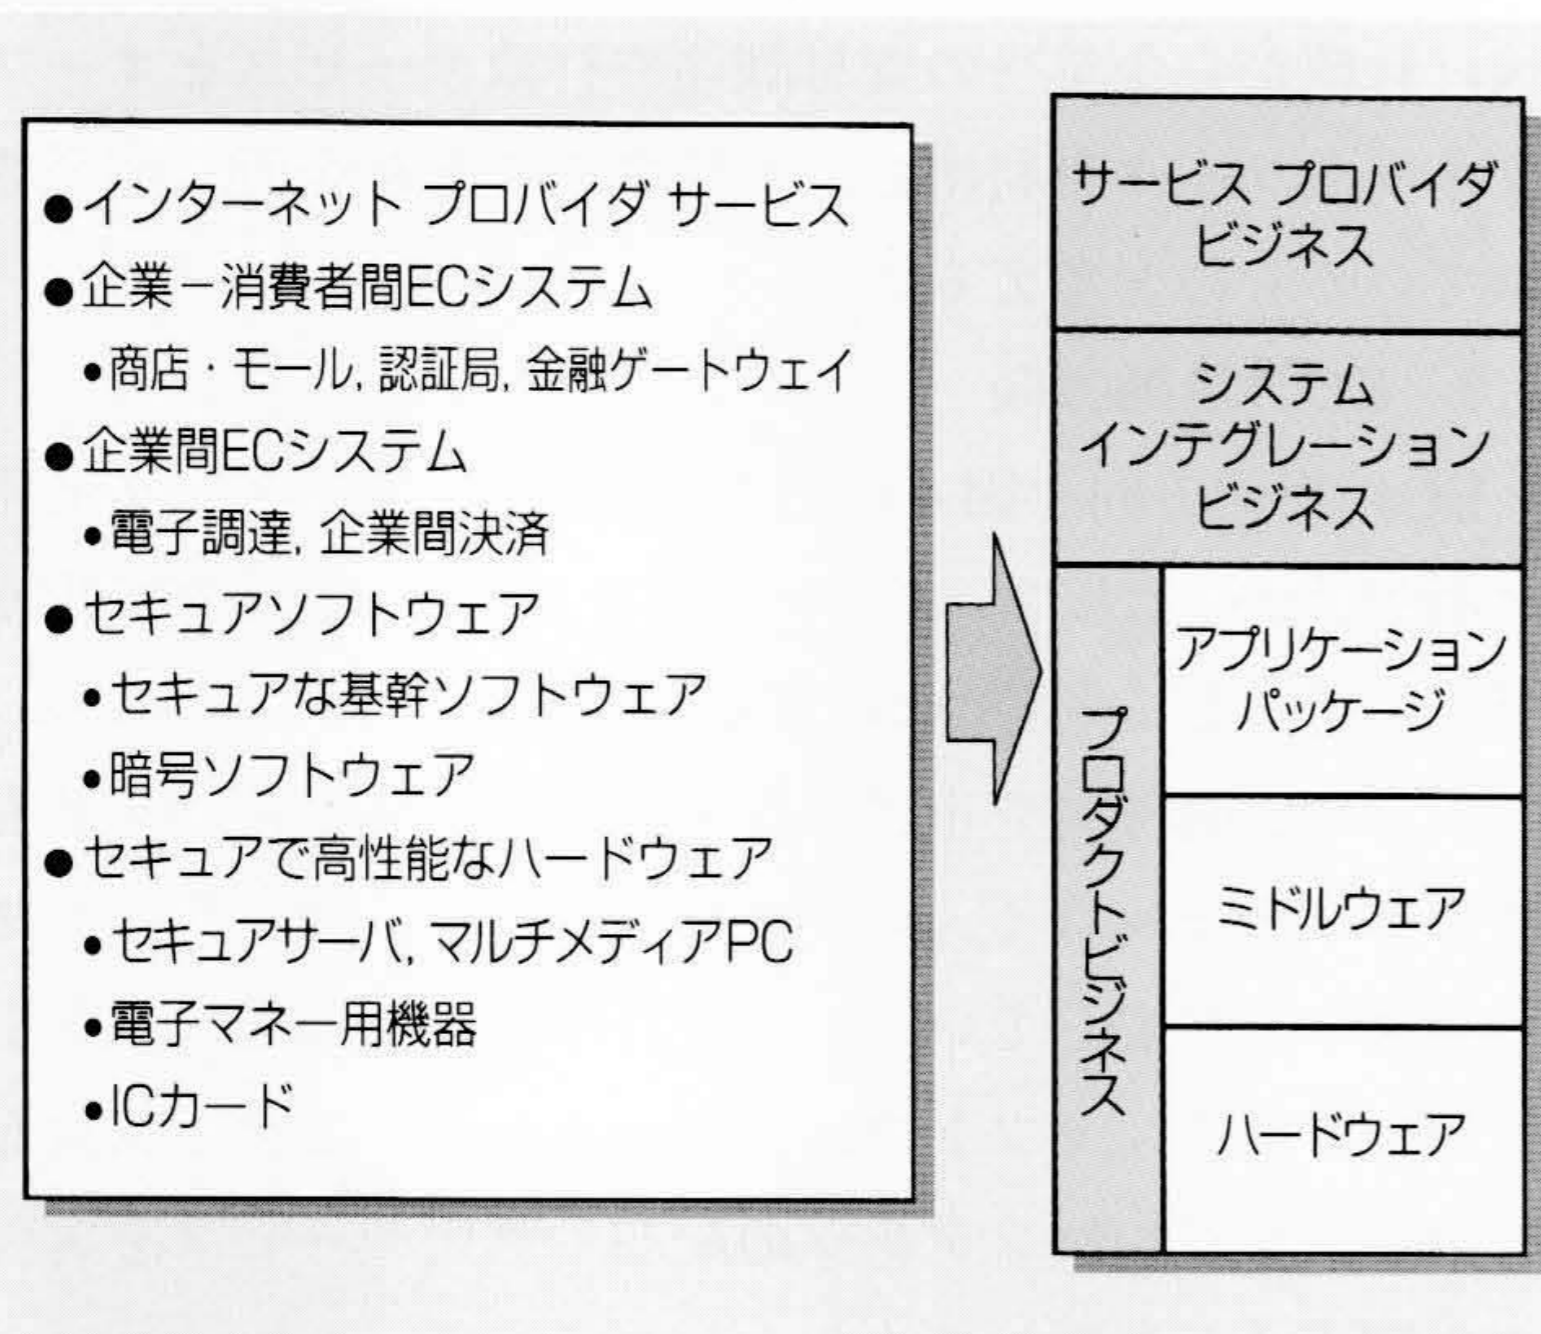 ●インターネット プロバイダ サービス
●企業－消費者間ECシステム
•商店・モール, 認証局, 金融ゲートウェイ
●企業間ECシステム
•電子調達, 企業間決済
●セキュアソフトウェア
•セキュアな基幹ソフトウェア
•暗号ソフトウェア
●セキュアで高性能なハードウェア
•セキュアサーバ, マルチメディアPC
•電子マネー用機器
•ICカード
サービス プロバイダ
ビジネス
システム
インテグレーション
ビジネス
プロダクトビジネス
アプリケーション
パッケージ
ミドルウェア
ハードウェア